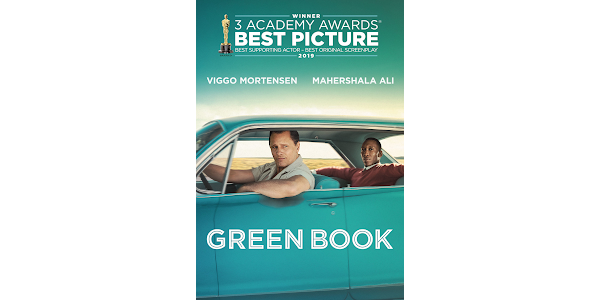 WINNER
3 ACADEMY AWARDS®
BEST PICTURE
BEST SUPPORTING ACTOR - BEST ORIGINAL SCREENPLAY
2019
VIGGO MORTENSEN MAHERSHALA ALI
GREEN BOOK